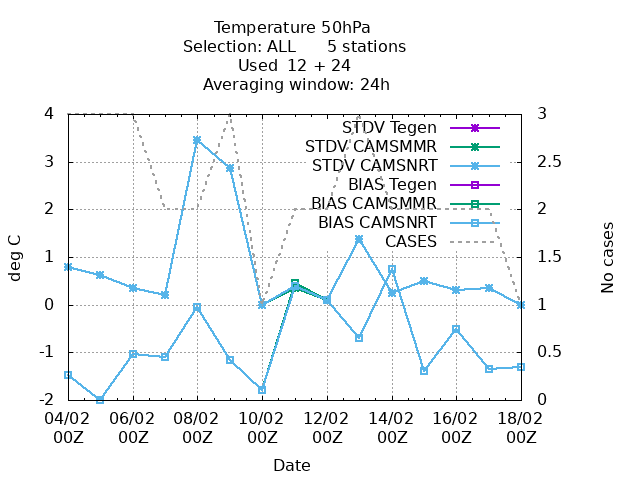 Temperature 50hPa
Selection: ALL 5 stations
Used 12 + 24
Averaging window: 24h
4
3
2
1
0
-1
-2
deg C
3
2.5
2
1.5
1
0.5
0
No cases
STDV Tegen
STDV CAMSMMR
STDV CAMSNRT
BIAS Tegen
BIAS CAMSMMR
BIAS CAMSNRT
CASES
04/02 06/02 08/02 10/02 12/02 14/02 16/02 18/02
00Z 00Z 00Z 00Z 00Z 00Z 00Z 00Z
Date